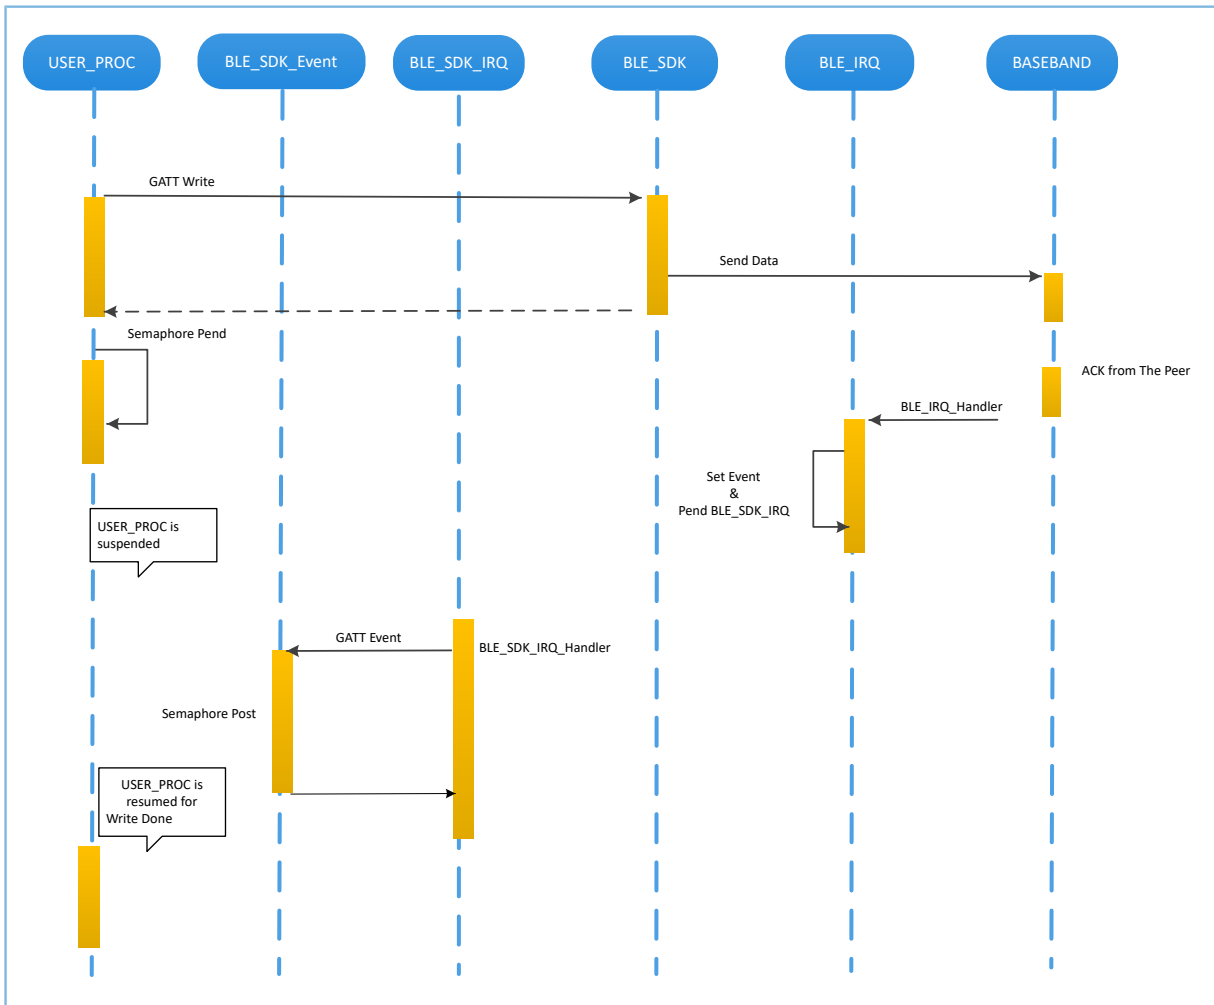 USER_PROC
BLE_SDK_Event
BLE_SDK_IRQ
BLE_SDK
BLE_IRQ
BASEBAND
GATT Write
Send Data
Semaphore Pend
ACK from The Peer
BLE_IRQ_Handler
Set Event
&
Pend BLE_SDK_IRQ
USER_PROC is
suspended
GATT Event
BLE_SDK_IRQ_Handler
Semaphore Post
USER_PROC is
resumed for
Write Done